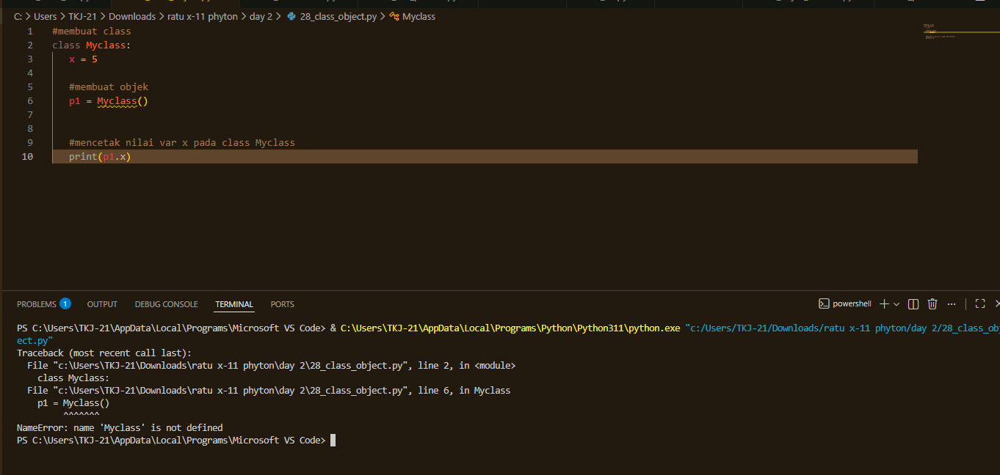 C: > Users > TKJ-21 > Downloads > ratu x-11 phyton > day 2 > 28_class_object.py > Myclass
1 #membuat class
2 class Myclass:
3 x = 5
4
5 #membuat objek
6 p1 = Myclass()
7
8
9 #mencetak nilai var x pada class Myclass
10 print(p1.x)
PROBLEMS 1 OUTPUT DEBUG CONSOLE TERMINAL PORTS powershell
PS C:\Users\TKJ-21\AppData\Local\Programs\Microsoft VS Code> & C:\Users\TKJ-21\AppData\Local\Programs\Python\Python311\python.exe "c:/Users/TKJ-21/Downloads/ratu x-11 phyton/day 2/28_class_obj
ect.py"
Traceback (most recent call last):
File "c:\Users\TKJ-21\Downloads\ratu x-11 phyton\day 2\28_class_object.py", line 2, in <module>
class Myclass:
File "c:\Users\TKJ-21\Downloads\ratu x-11 phyton\day 2\28_class_object.py", line 6, in Myclass
p1 = Myclass()
^^^^^^^
NameError: name 'Myclass' is not defined
PS C:\Users\TKJ-21\AppData\Local\Programs\Microsoft VS Code>